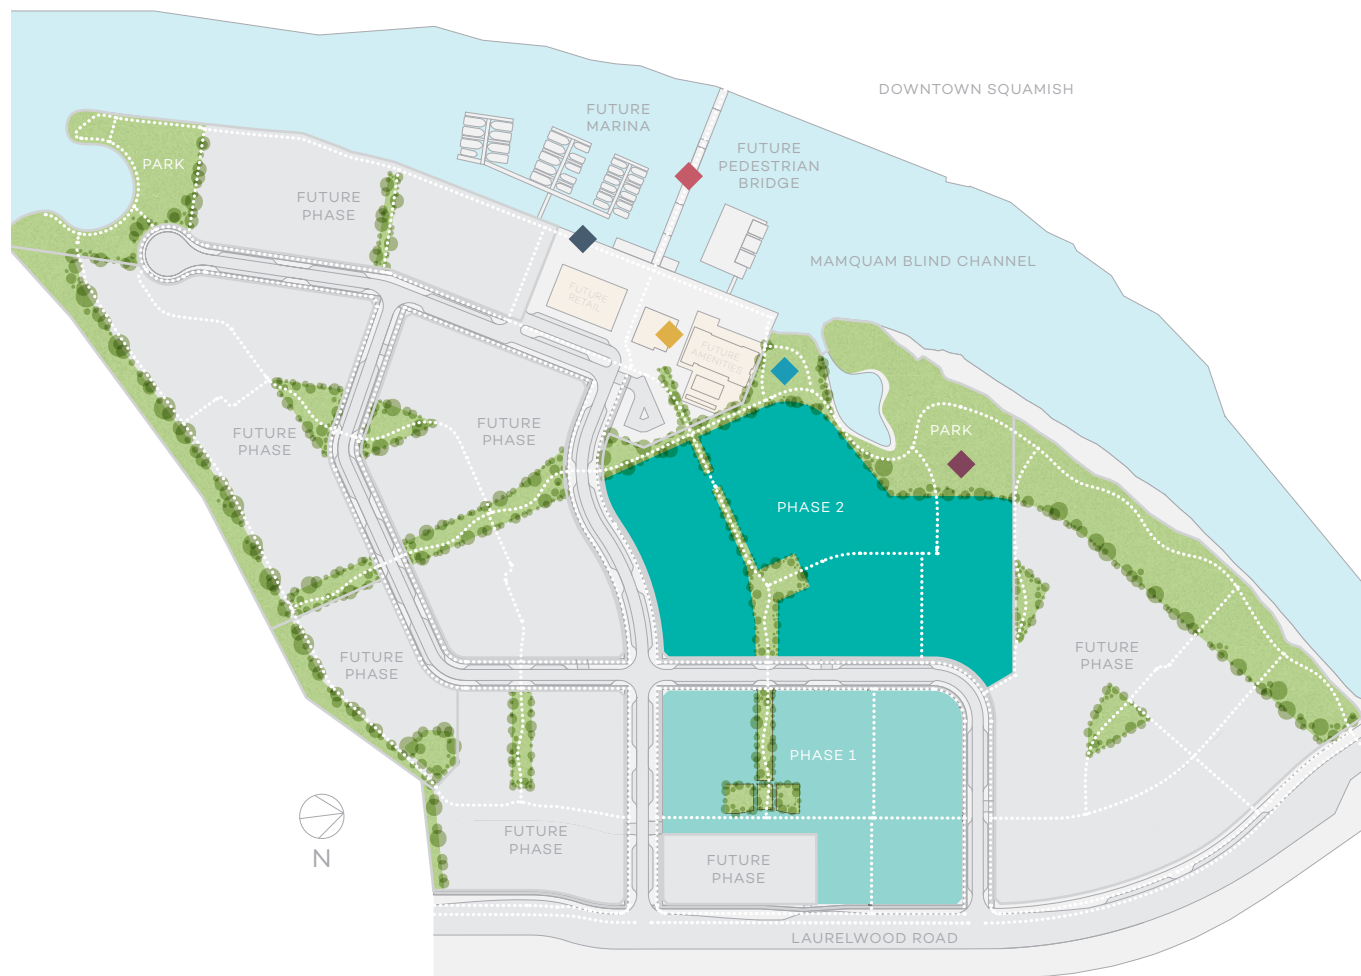 DOWNTOWN SQUAMISH
FUTURE
MARINA
FUTURE
PEDESTRIAN
BRIDGE
PARK
FUTURE
PHASE
MAMQUAM BLIND CHANNEL
FUTURE
RETAIL
FUTURE
AMENITIES
FUTURE
PHASE
FUTURE
PHASE
PARK
PHASE 2
FUTURE
PHASE
FUTURE
PHASE
PHASE 1
FUTURE
PHASE
FUTURE
PHASE
N
LAURELWOOD ROAD